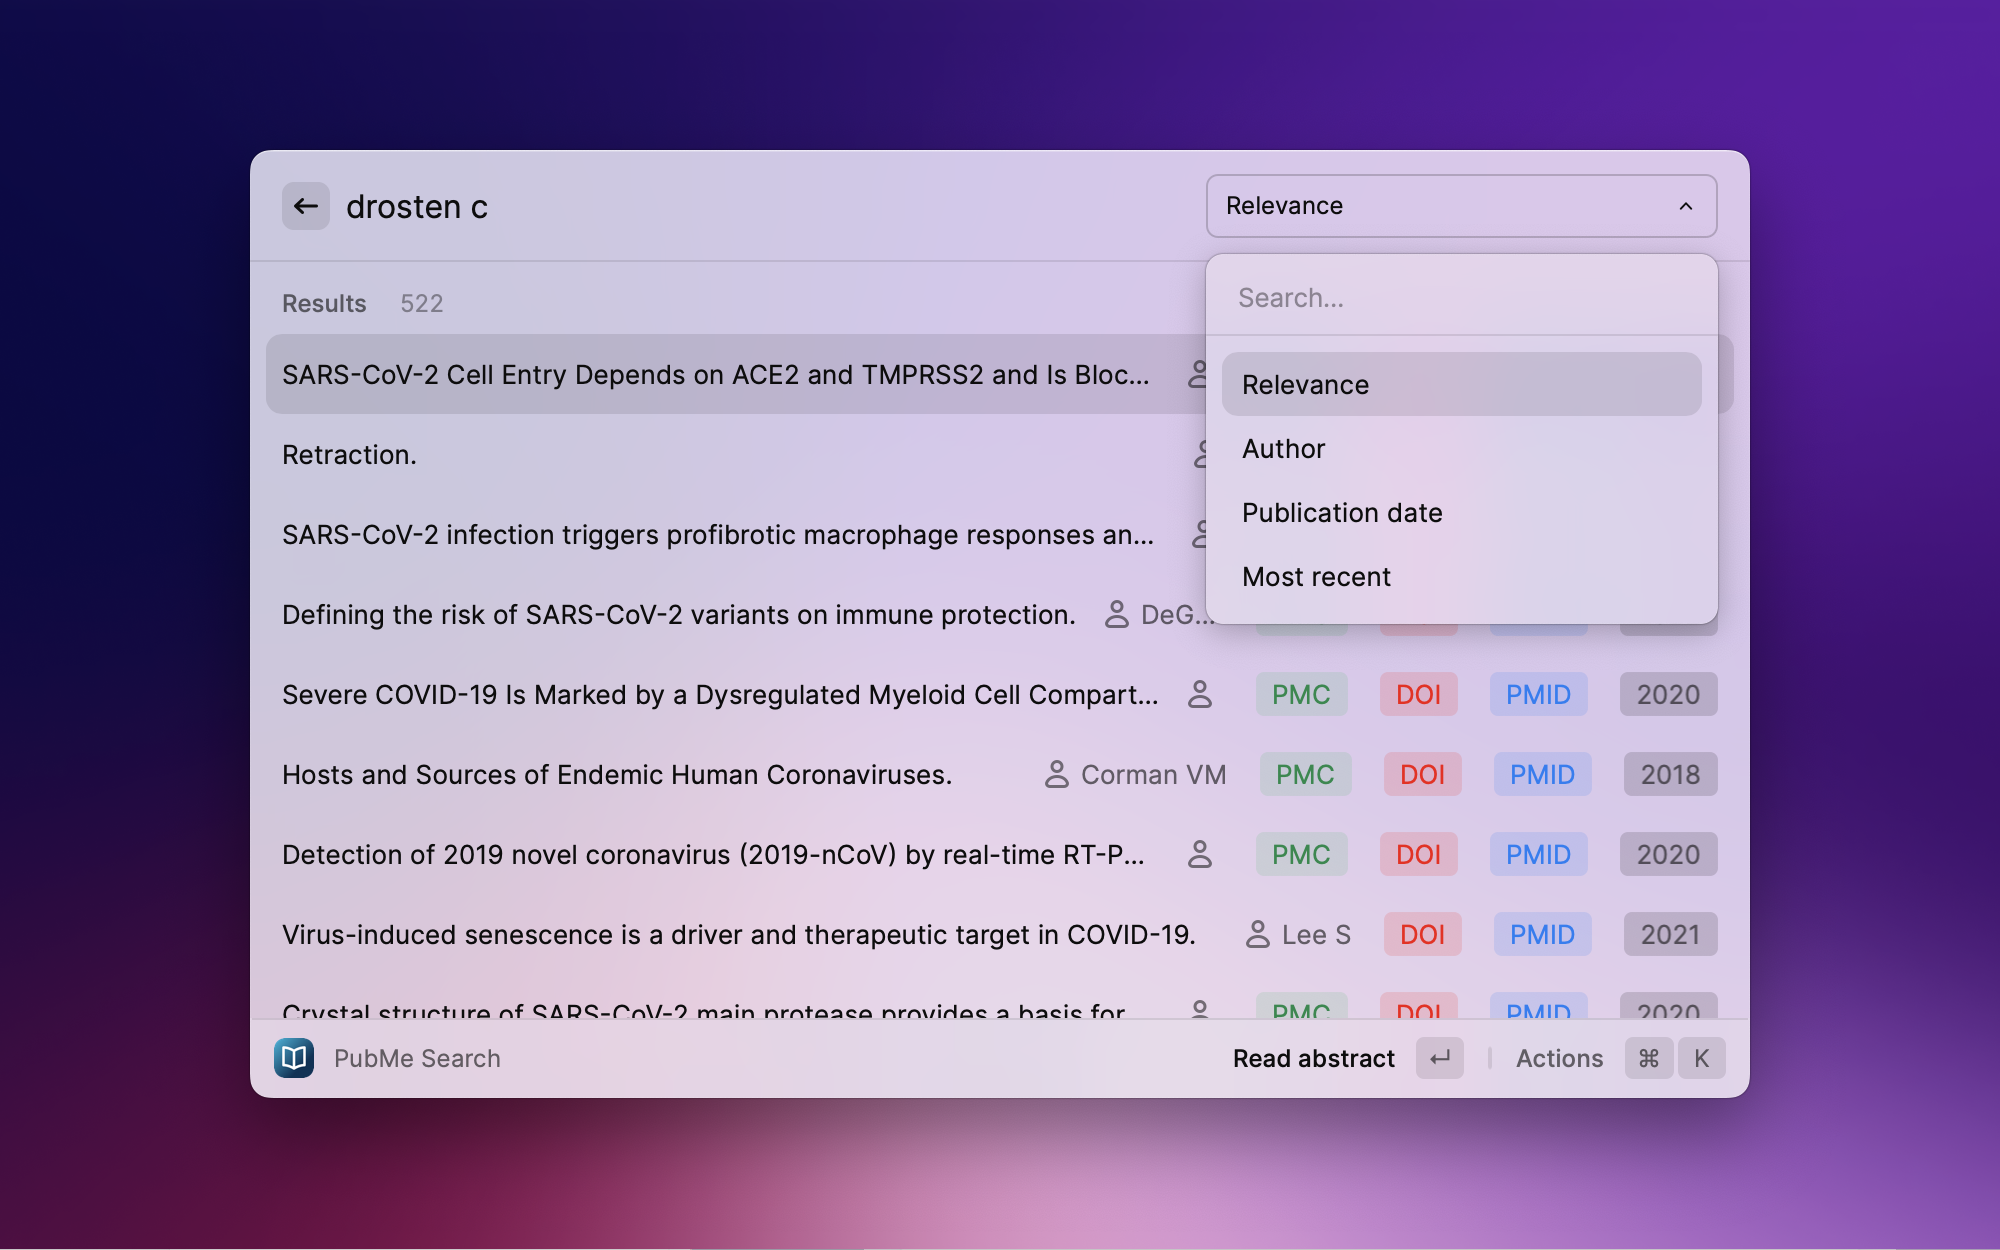 drosten c
Relevance
Results 522
Search...
SARS-CoV-2 Cell Entry Depends on ACE2 and TMPRSS2 and Is Bloc...
Relevance
Retraction.
Author
SARS-CoV-2 infection triggers profibrotic macrophage responses an...
Publication date
Most recent
Defining the risk of SARS-CoV-2 variants on immune protection. DeG...
Severe COVID-19 Is Marked by a Dysregulated Myeloid Cell Compart... PMC DOI PMID 2020
Hosts and Sources of Endemic Human Coronaviruses. Corman VM PMC DOI PMID 2018
Detection of 2019 novel coronavirus (2019-nCoV) by real-time RT-P... PMC DOI PMID 2020
Virus-induced senescence is a driver and therapeutic target in COVID-19. Lee S DOI PMID 2021
Crystal structure of SARS-CoV-2 main protease provides a basis for PMC DOI PMID 2020
PubMe Search Read abstract ↵ Actions ⌘ K